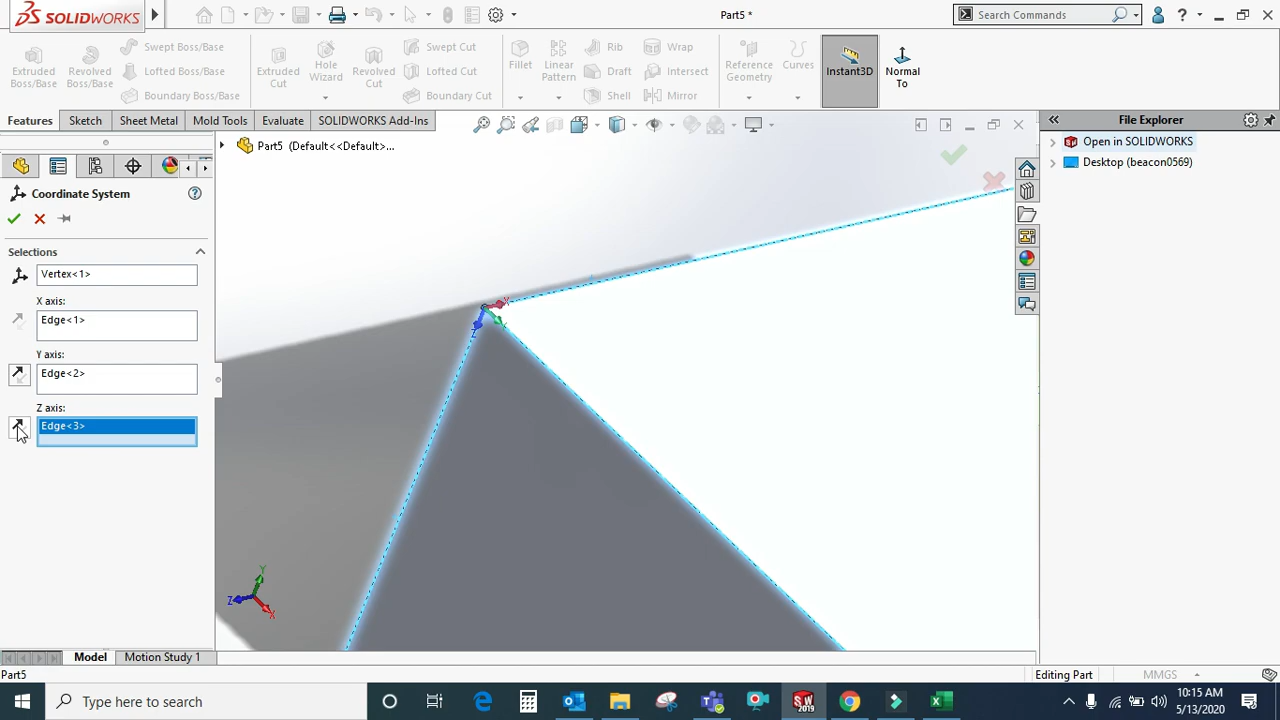 SOLIDWORKS
Part5 *
Search Commands
Extruded Boss/Base
Revolved Boss/Base
Swept Boss/Base
Lofted Boss/Base
Boundary Boss/Base
Extruded Cut
Hole Wizard
Revolved Cut
Swept Cut
Lofted Cut
Boundary Cut
Fillet
Linear Pattern
Rib
Draft
Shell
Wrap
Intersect
Mirror
Reference Geometry
Curves
Instant3D
Normal To
Features
Sketch
Sheet Metal
Mold Tools
Evaluate
SOLIDWORKS Add-Ins
Part5 (Default<<Default>...
File Explorer
Open in SOLIDWORKS
Desktop (beacon0569)
Coordinate System
Selections
Vertex<1>
X axis:
Edge<1>
Y axis:
Edge<2>
Z axis:
Edge<3>
X
Y
Z
Y
Z
X
Model
Motion Study 1
Part5
Editing Part
MMGS
Type here to search
SW 2019
10:15 AM
5/13/2020